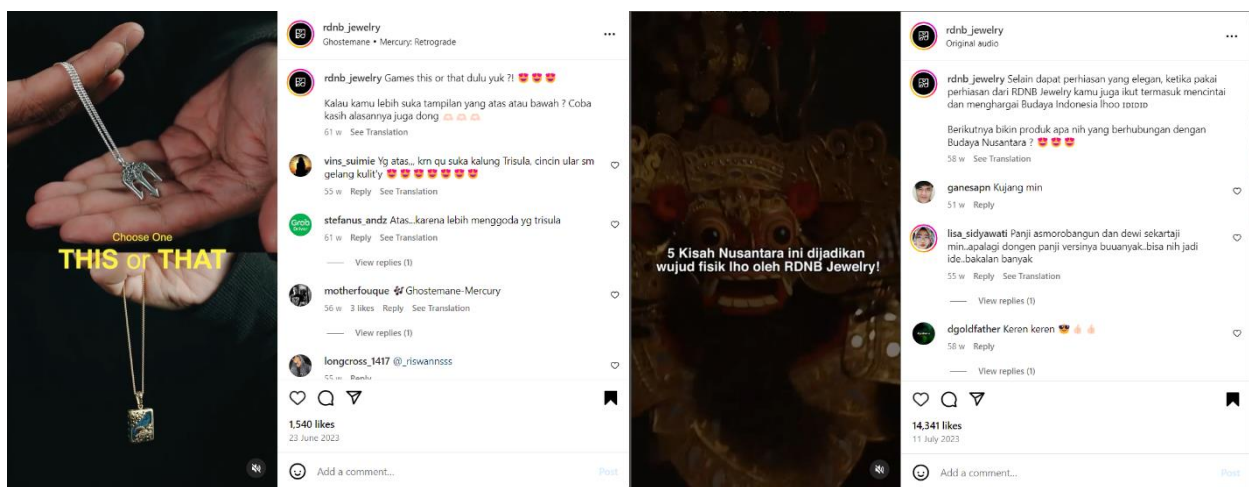 Choose One
THIS or THAT
rdnb_jewelry
Ghostemane • Mercury: Retrograde
rdnb_jewelry Games this or that dulu yuk ?! 😍 😍 😍
Kalau kamu lebih suka tampilan yang atas atau bawah ? Coba
kasih alasannya juga dong 🫶🏻 🫶🏻 🫶🏻
61 w See Translation
vins_suimie Yg atas,,, krn qu suka kalung Trisula, cincin ular sm
gelang kulit'y 😍😍😍😍😍😍😍
55 w Reply See Translation
Grab
stefanus_andz Atas...karena lebih menggoda yg trisula
61 w Reply See Translation
View replies (1)
motherfouque 🎶 Ghostemane-Mercury
56 w 3 likes Reply See Translation
View replies (1)
longcross_1417 @_riswannsss
55 w Reply
1,540 likes
23 June 2023
Add a comment...
Post
5 Kisah Nusantara ini dijadikan
wujud fisik lho oleh RDNB Jewelry!
rdnb_jewelry
Original audio
rdnb_jewelry Selain dapat perhiasan yang elegan, ketika pakai
perhiasan dari RDNB Jewelry kamu juga ikut termasuk mencintai
dan menghargai Budaya Indonesia lhoo 🇮🇩🇮🇩🇮🇩
Berikutnya bikin produk apa nih yang berhubungan dengan
Budaya Nusantara ? 😍 😍 😍
58 w See Translation
ganesapn Kujang min
51 w Reply
lisa_sidyawati Panji asmorobangun dan dewi sekartaji
min..apalagi dongen panji versinya buuanyak..bisa nih jadi
ide..bakalan banyak
55 w Reply See Translation
View replies (1)
dgoldfather Keren keren 😎👍🏻👍🏻
58 w Reply
View replies (1)
14,341 likes
11 July 2023
Add a comment...
Post